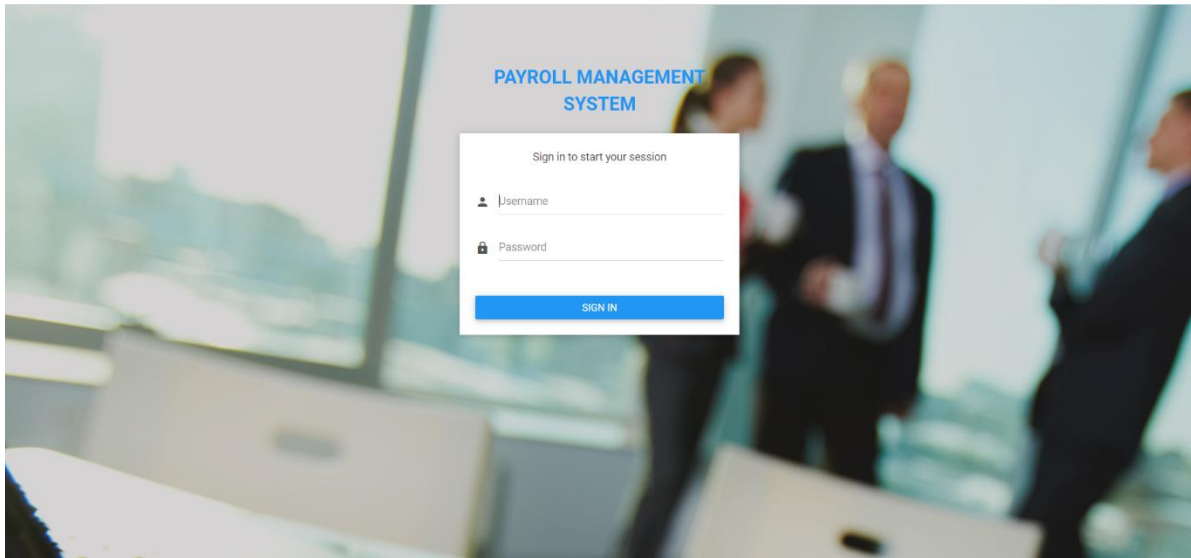 PAYROLL MANAGEMENT
SYSTEM
Sign in to start your session
Username
Password
SIGN IN